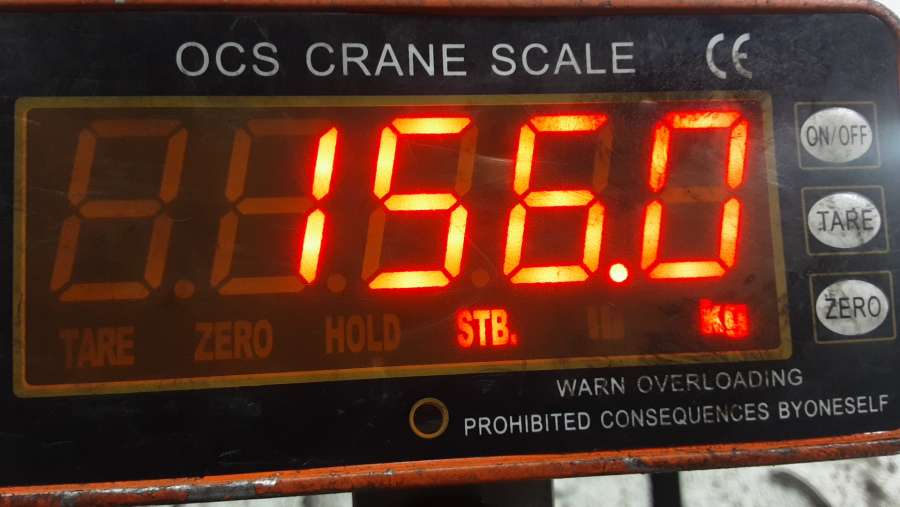 OCS CRANE SCALE CE
156.0
ON/OFF
TARE
ZERO
TARE ZERO HOLD STB. lb kg
WARN OVERLOADING
PROHIBITED CONSEQUENCES BYONESELF